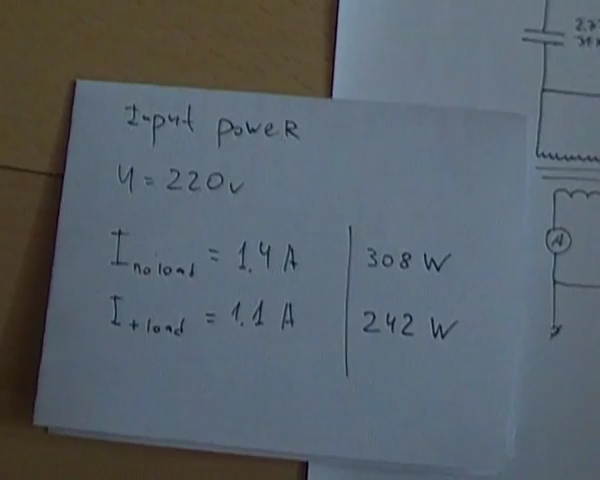 Input power
U = 220v
I no load = 1.4 A | 308 W
I + load = 1.1 A | 242 W
A